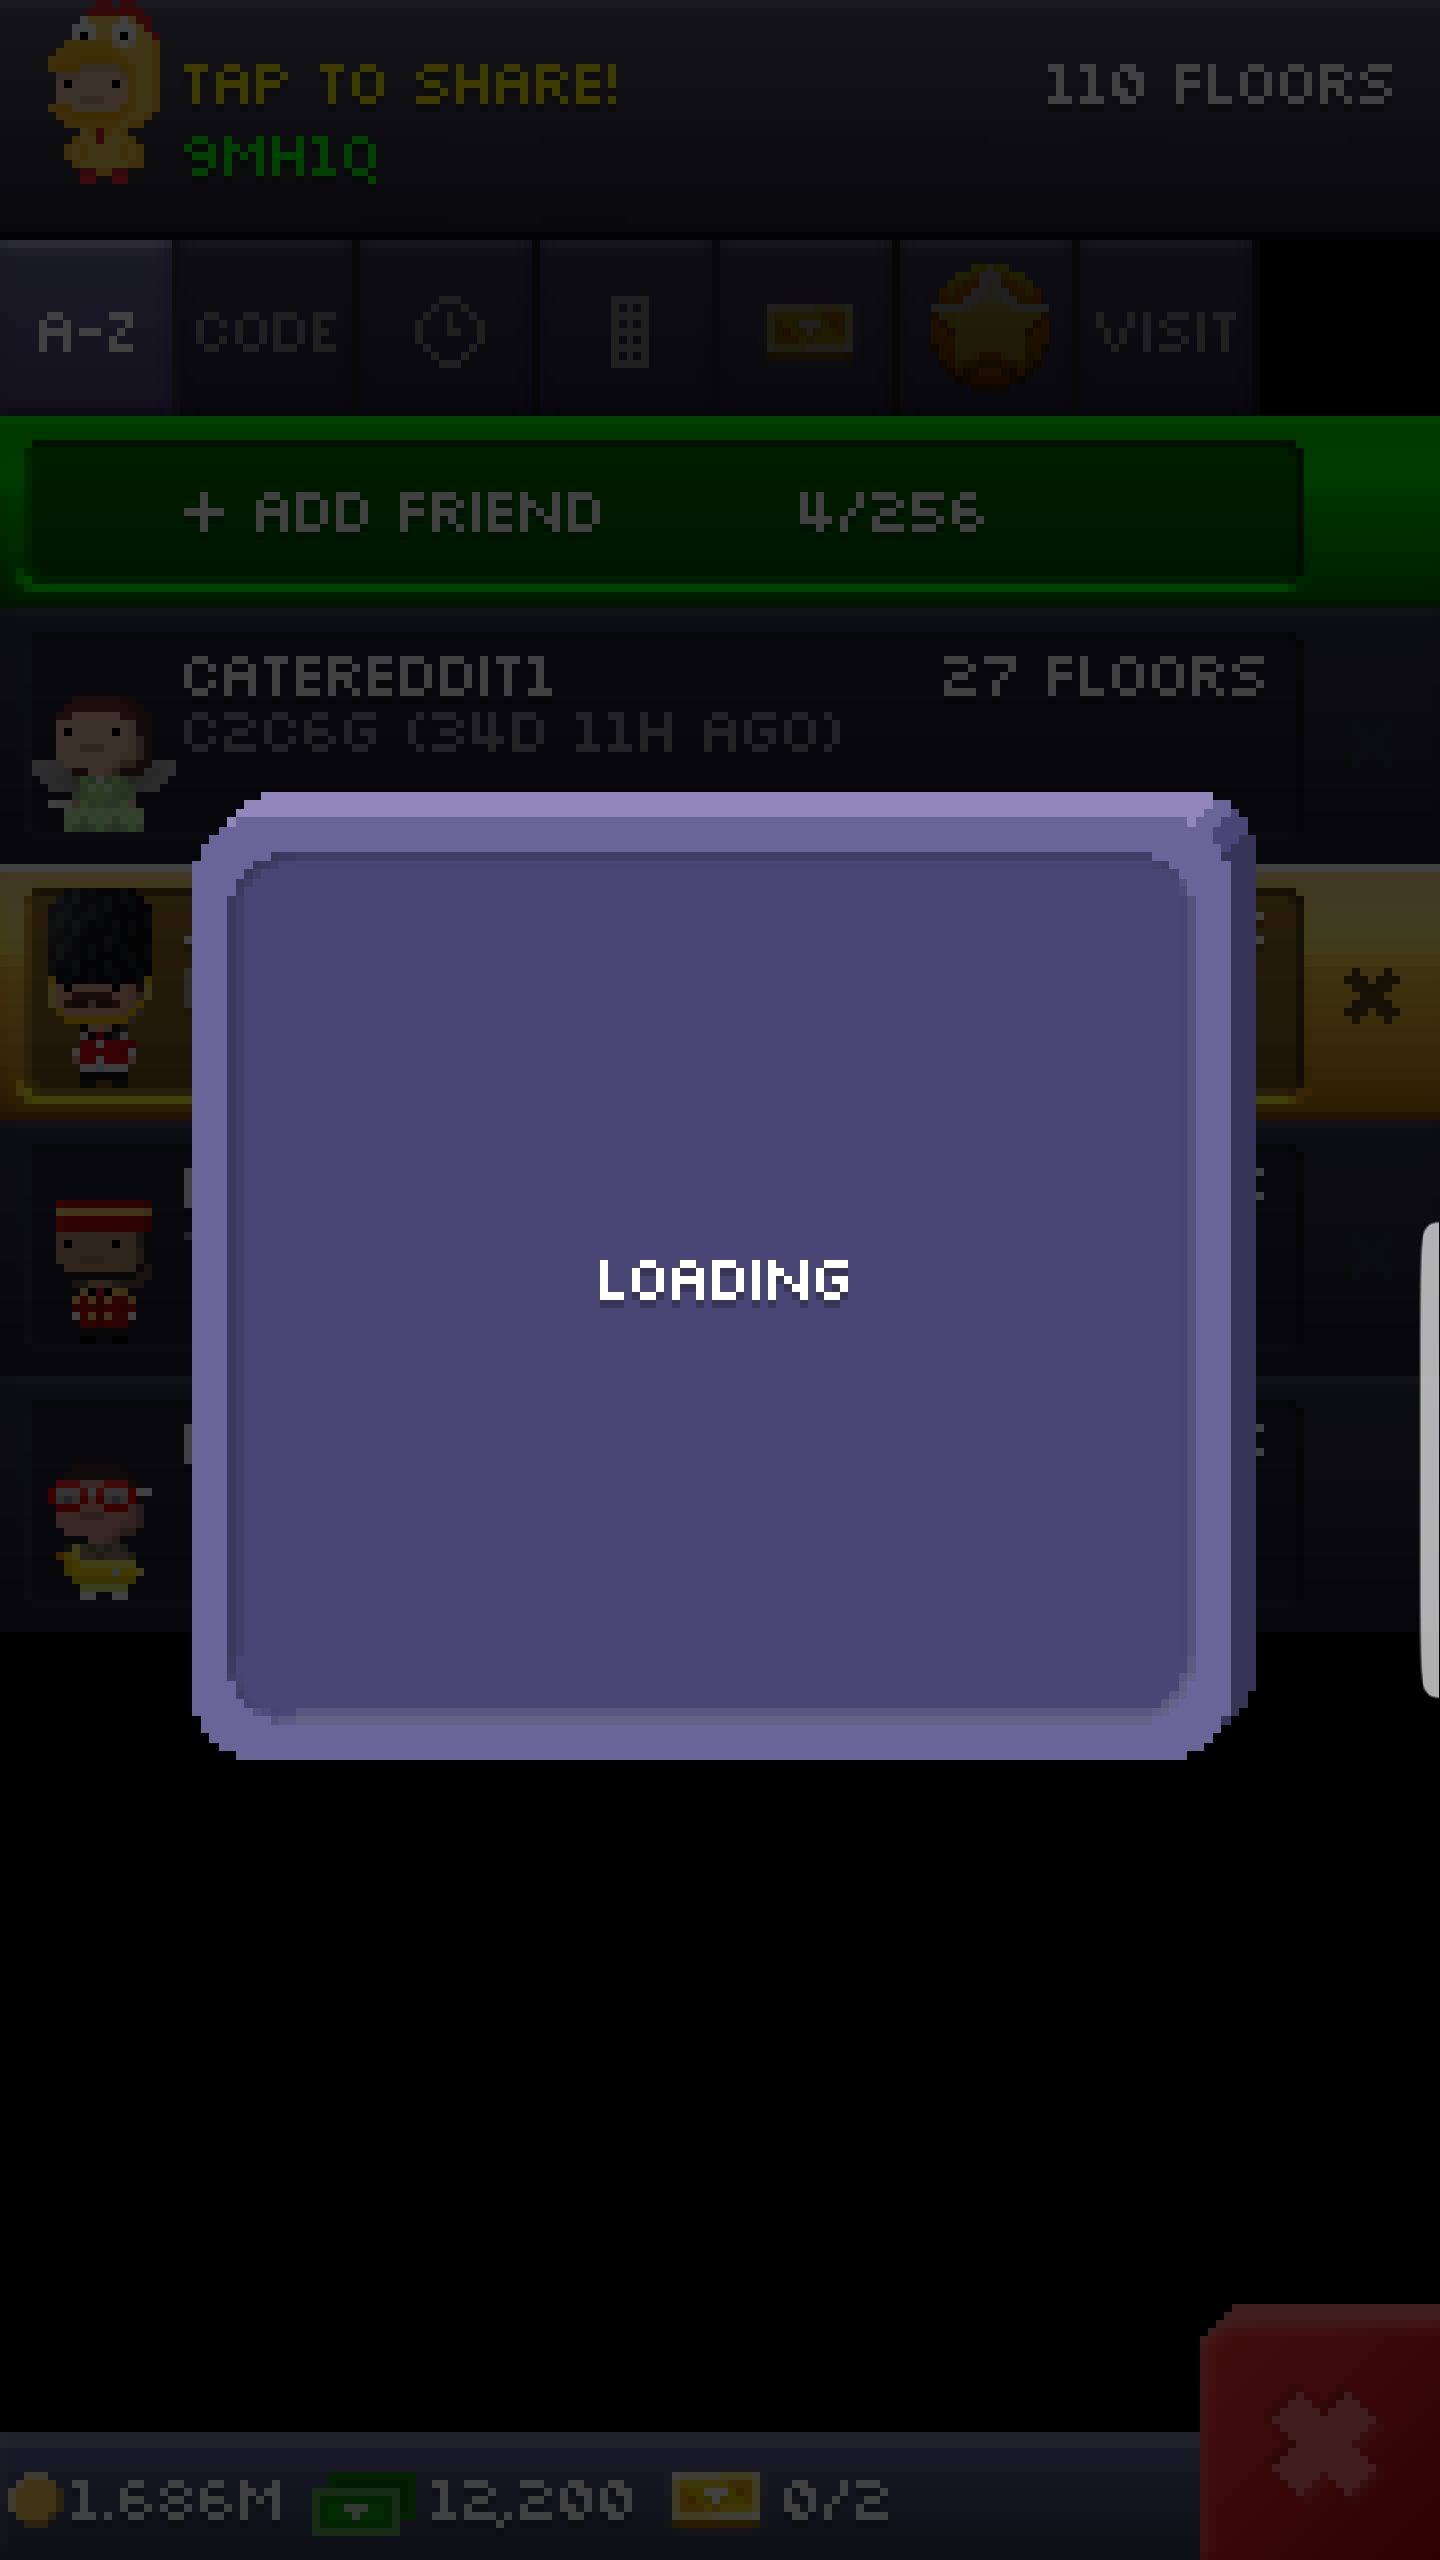 TAP TO SHARE!
110 FLOORS
9MH1Q
A-Z
CODE
VISIT
+ ADD FRIEND
4/256
CATEREDDIT1
27 FLOORS
C2C6G (34D 11H AGO)
LOADING
1.686M
12,200
0/2